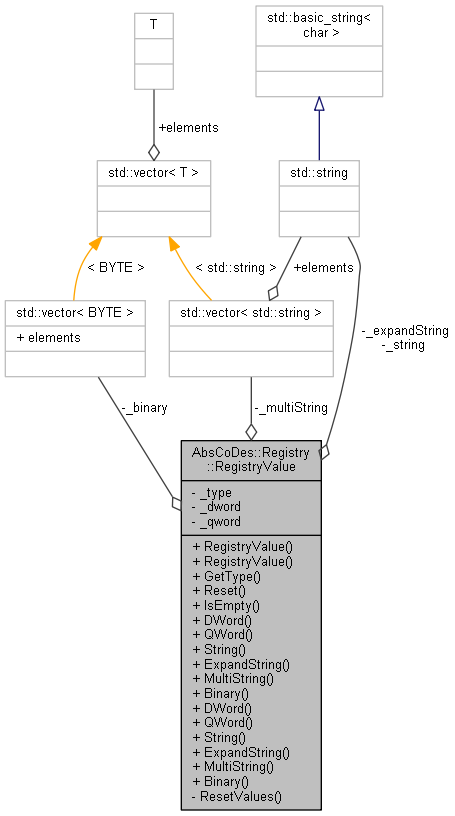 T
std::basic_string<
char >
+elements
std::vector< T >
std::string
< BYTE >
< std::string >
+elements
std::vector< BYTE >
+ elements
std::vector< std::string >
-_expandString
-_string
-_binary
-_multiString
AbsCoDes::Registry
::RegistryValue
- _type
- _dword
- _qword
+ RegistryValue()
+ RegistryValue()
+ GetType()
+ Reset()
+ IsEmpty()
+ DWord()
+ QWord()
+ String()
+ ExpandString()
+ MultiString()
+ Binary()
+ DWord()
+ QWord()
+ String()
+ ExpandString()
+ MultiString()
+ Binary()
- ResetValues()